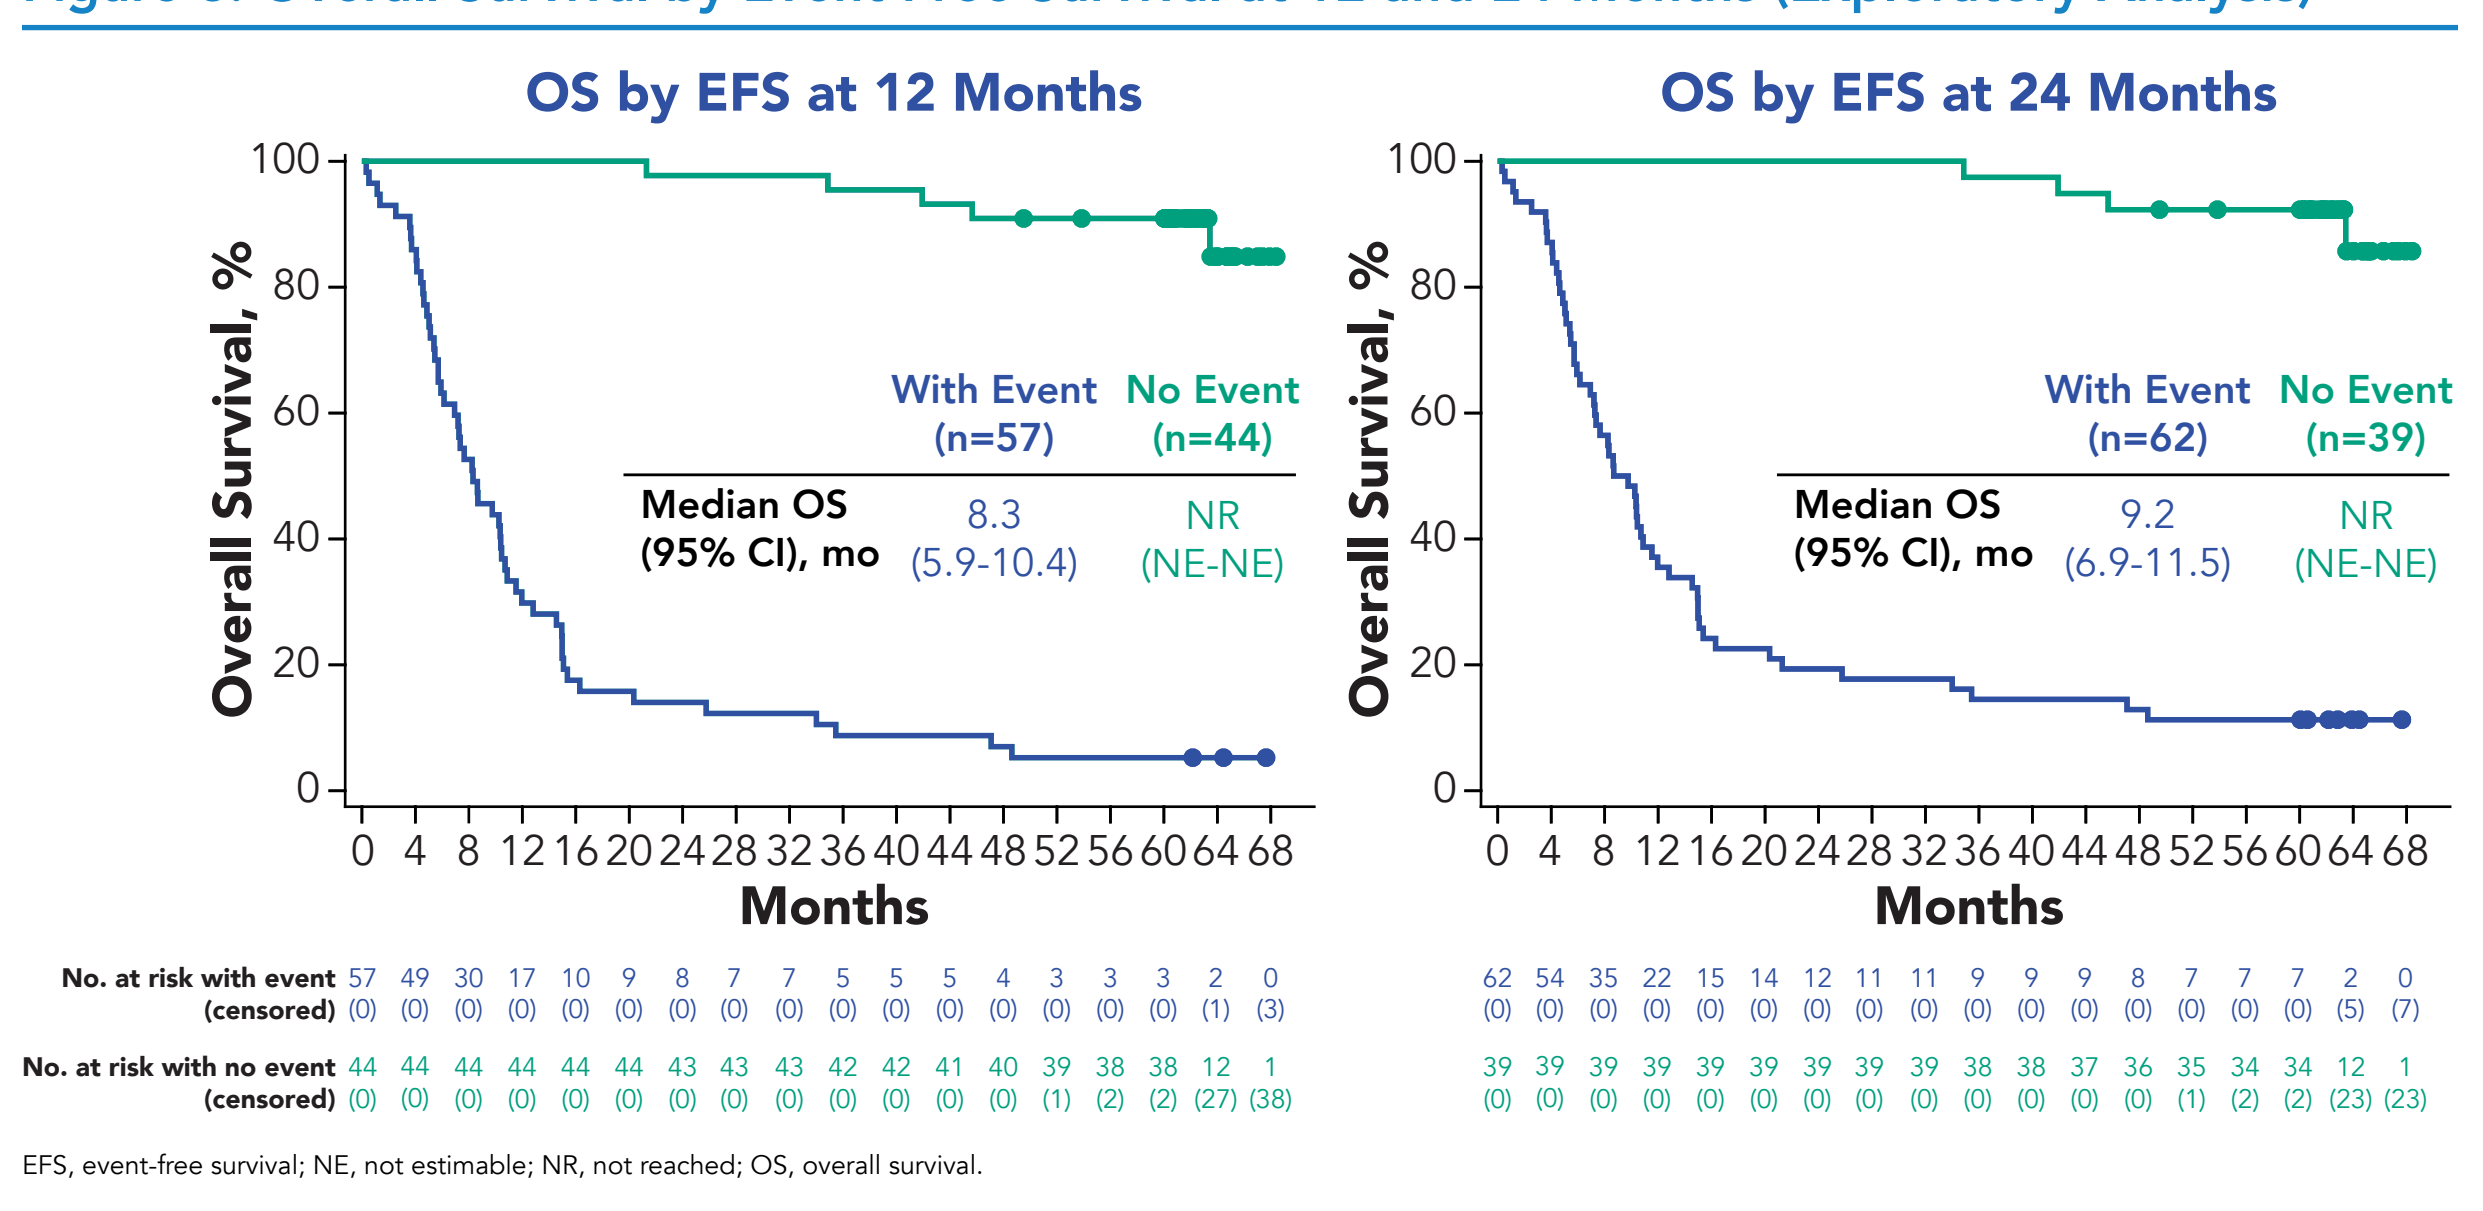 OS by EFS at 12 Months
Overall Survival, %
100
80
60
40
20
0
With Event No Event
(n=57) (n=44)
Median OS 8.3 NR
(95% CI), mo (5.9-10.4) (NE-NE)
0 4 8 12 16 20 24 28 32 36 40 44 48 52 56 60 64 68
Months
No. at risk with event 57 49 30 17 10 9 8 7 7 5 5 5 4 3 3 3 2 0
(censored) (0) (0) (0) (0) (0) (0) (0) (0) (0) (0) (0) (0) (0) (0) (0) (0) (1) (3)
No. at risk with no event 44 44 44 44 44 44 43 43 43 42 42 41 40 39 38 38 12 1
(censored) (0) (0) (0) (0) (0) (0) (0) (0) (0) (0) (0) (0) (0) (1) (2) (2) (27) (38)
OS by EFS at 24 Months
Overall Survival, %
100
80
60
40
20
0
With Event No Event
(n=62) (n=39)
Median OS 9.2 NR
(95% CI), mo (6.9-11.5) (NE-NE)
0 4 8 12 16 20 24 28 32 36 40 44 48 52 56 60 64 68
Months
62 54 35 22 15 14 12 11 11 9 9 9 8 7 7 7 2 0
(0) (0) (0) (0) (0) (0) (0) (0) (0) (0) (0) (0) (0) (0) (0) (0) (5) (7)
39 39 39 39 39 39 39 39 39 38 38 37 36 35 34 34 12 1
(0) (0) (0) (0) (0) (0) (0) (0) (0) (0) (0) (0) (0) (1) (2) (2) (23) (23)
EFS, event-free survival; NE, not estimable; NR, not reached; OS, overall survival.